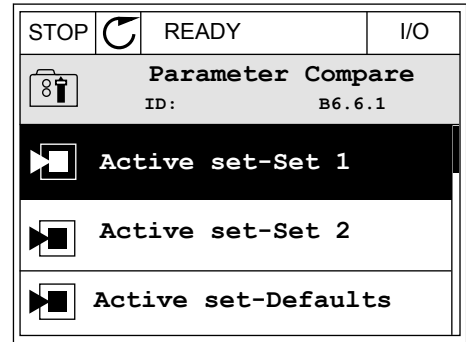 STOP READY I/O
Parameter Compare
ID: B6.6.1
Active set-Set 1
Active set-Set 2
Active set-Defaults